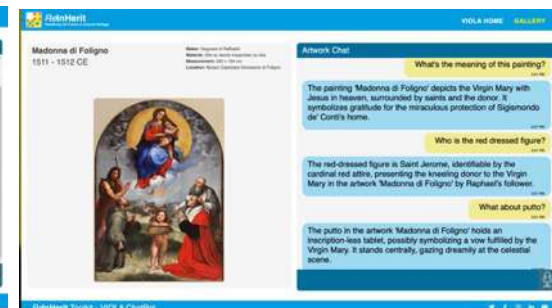 ReInHerit
VIOLA HOME GALLERY
Madonna di Foligno
1511 - 1512 CE
Artwork Chat
What's the meaning of this painting?
The painting 'Madonna di Foligno' depicts the Virgin Mary with
Jesus in heaven, surrounded by saints and the donor. It
symbolizes gratitude for the miraculous protection of Sigismondo
de' Conti's home.
Who is the red dressed figure?
The red-dressed figure is Saint Jerome, identifiable by the
cardinal red attire, presenting the kneeling donor to the Virgin
Mary in the artwork 'Madonna di Foligno' by Raphael's follower.
What about putto?
The putto in the artwork 'Madonna di Foligno' holds an
inscription-less tablet, possibly symbolizing a vow fulfilled by the
Virgin Mary. It stands centrally, gazing dreamily at the celestial
scene.
ReInHerit Toolkit - VIOLA ChatBot